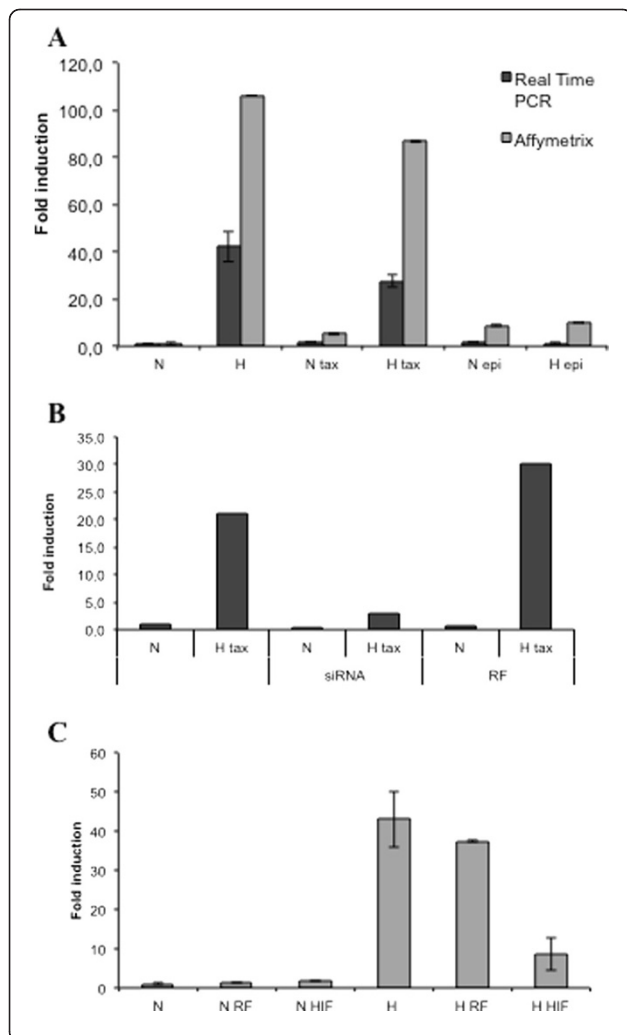 A
120,0
100,0
80,0
60,0
40,0
20,0
0,0
Fold induction
Real Time
PCR
Affymetrix
N H N tax H tax N epi H epi
B
35,0
30,0
25,0
20,0
15,0
10,0
5,0
0,0
Fold induction
N H tax N H tax N H tax
siRNA RF
C
60
50
40
30
20
10
0
Fold induction
N N RF N HIF H H RF H HIF